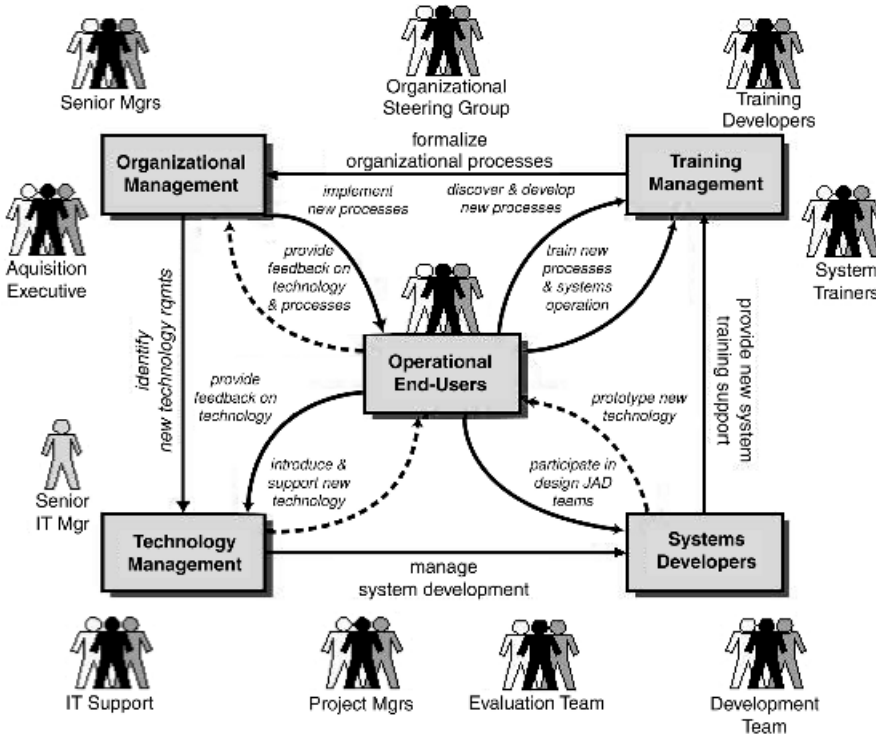 Senior Mgrs
Organizational
Steering Group
Training
Developers
formalize
organizational processes
Organizational
Management
Training
Management
implement
new processes
discover & develop
new processes
Aquisition
Executive
provide
feedback on
technology
& processes
train new
processes
& systems
operation
System
Trainers
identify
new technology rqmts
Operational
End-Users
provide new system
training support
provide
feedback on
technology
prototype new
technology
Senior
IT Mgr
introduce &
support new
technology
participate in
design JAD
teams
Technology
Management
Systems
Developers
manage
system development
IT Support
Project Mgrs
Evaluation Team
Development
Team